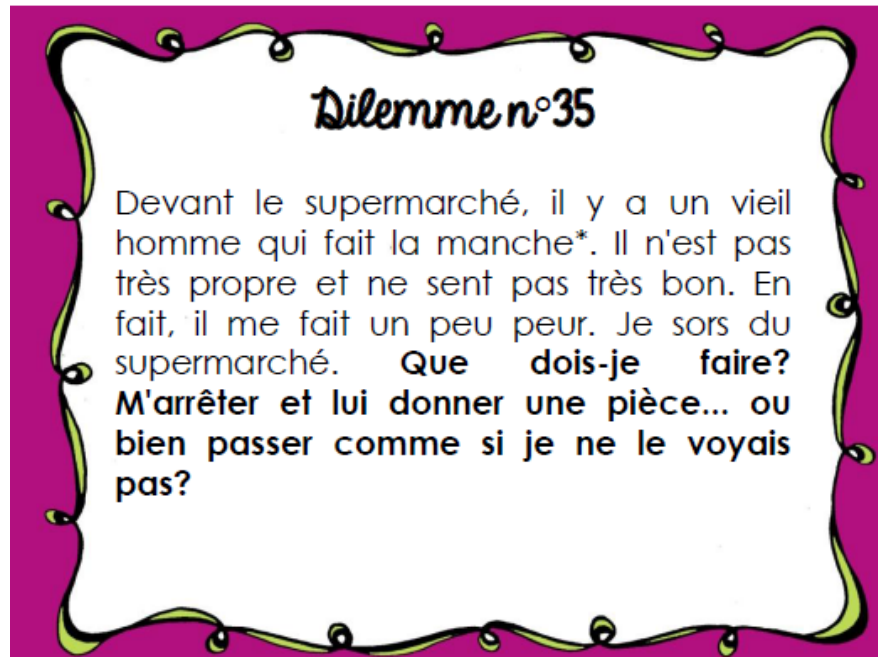 Dilemme n°35
Devant le supermarché, il y a un vieil
homme qui fait la manche*. Il n'est pas
très propre et ne sent pas très bon. En
fait, il me fait un peu peur. Je sors du
supermarché. Que dois-je faire?
M'arrêter et lui donner une pièce... ou
bien passer comme si je ne le voyais
pas?